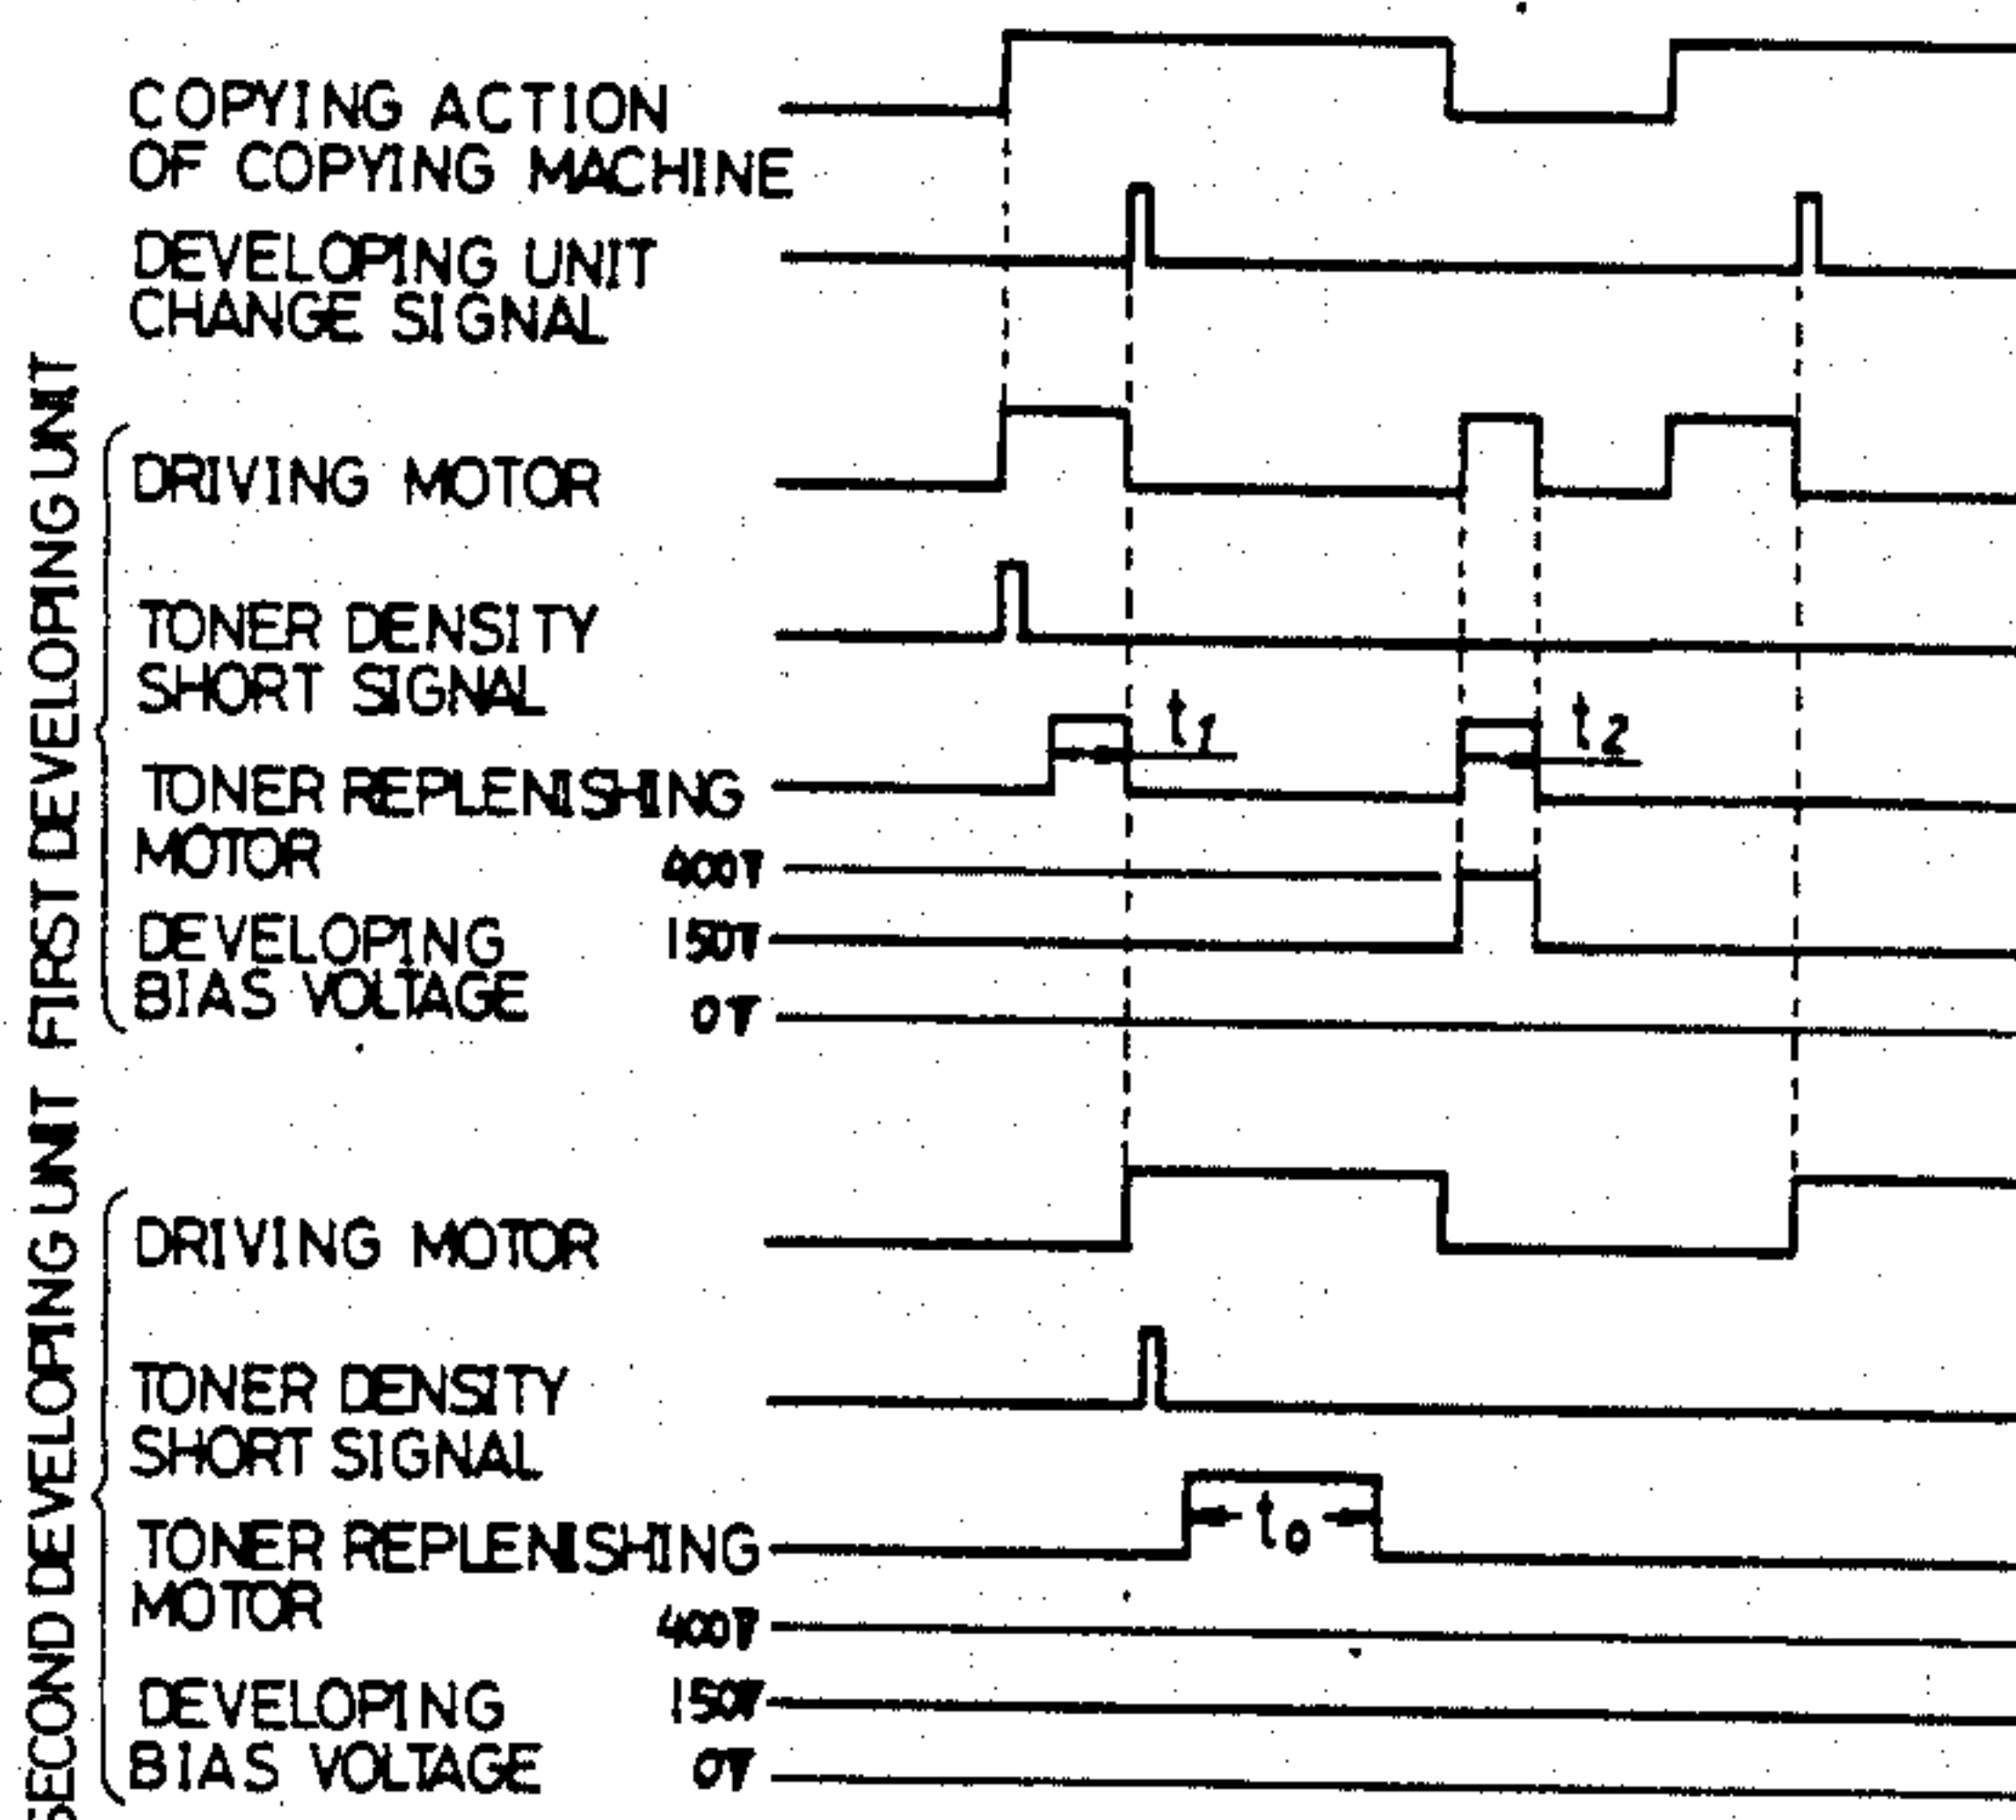 COPYING ACTION
OF COPYING MACHINE
DEVELOPING UNIT
CHANGE SIGNAL
FIRST DEVELOPING UNIT
DRIVING MOTOR
TONER DENSITY
SHORT SIGNAL
t1
t2
TONER REPLENISHING
MOTOR
400V
DEVELOPING
150V
BIAS VOLTAGE
0V
SECOND DEVELOPING UNIT
DRIVING MOTOR
TONER DENSITY
SHORT SIGNAL
t0
TONER REPLENISHING
MOTOR
400V
DEVELOPING
150V
BIAS VOLTAGE
0V